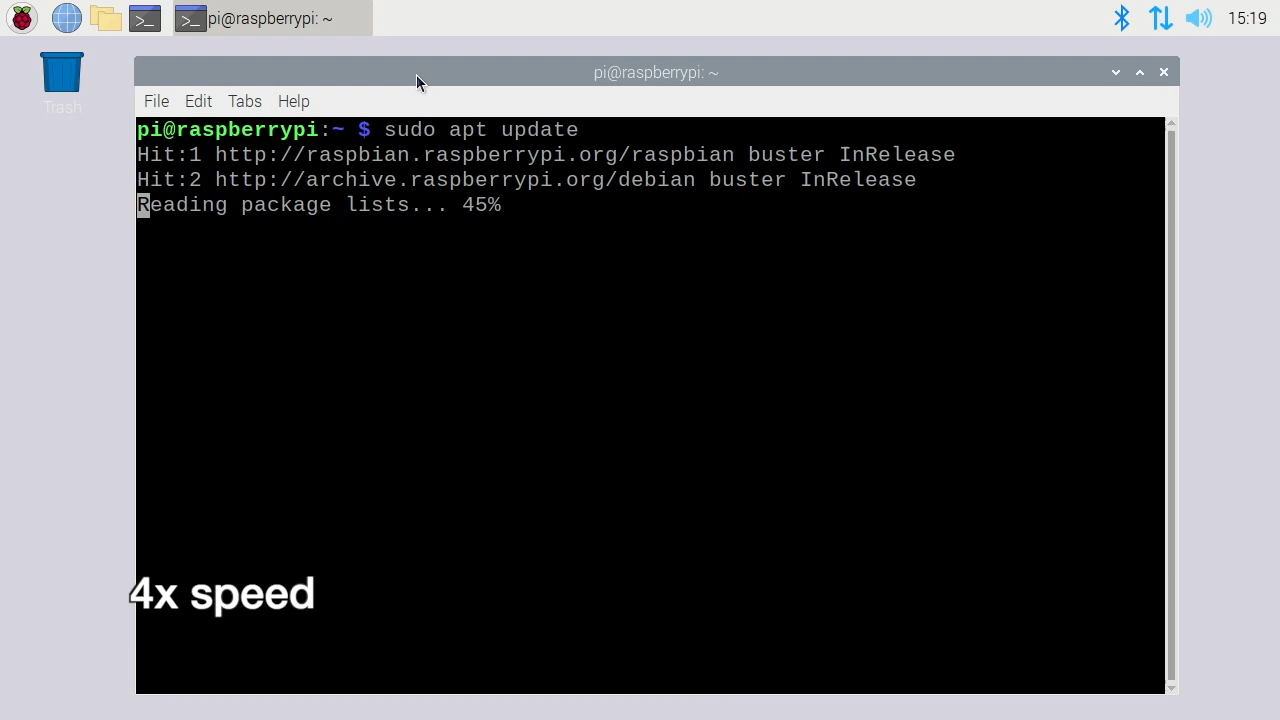 pi@raspberrypi: ~
15:19
Trash
pi@raspberrypi: ~
File Edit Tabs Help
pi@raspberrypi:~ $ sudo apt update
Hit:1 http://raspbian.raspberrypi.org/raspbian buster InRelease
Hit:2 http://archive.raspberrypi.org/debian buster InRelease
Reading package lists... 45%
4x speed